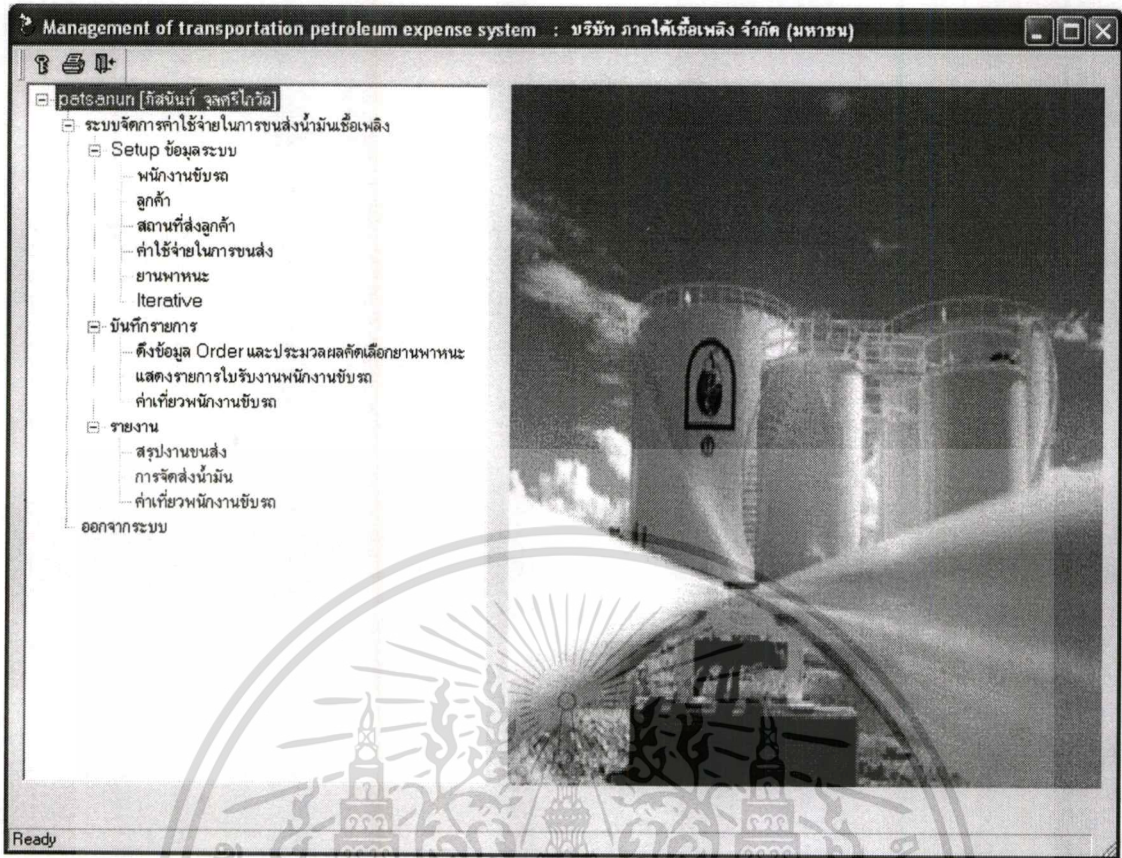 Management of transportation petroleum expense system : บริษัท ภาคใต้เชื้อเพลิง จำกัด (มหาชน)
patsanun [ภัสนันท์ จุลศรีไกวัล]
ระบบจัดการค่าใช้จ่ายในการขนส่งน้ำมันเชื้อเพลิง
Setup ข้อมูลระบบ
พนักงานขับรถ
ลูกค้า
สถานที่ส่งลูกค้า
ค่าใช้จ่ายในการขนส่ง
ยานพาหนะ
Iterative
บันทึกรายการ
ดึงข้อมูล Order และประมวลผลคัดเลือกยานพาหนะ
แสดงรายการใบรับงานพนักงานขับรถ
ค่าเที่ยวพนักงานขับรถ
รายงาน
สรุปงานขนส่ง
การจัดส่งน้ำมัน
ค่าเที่ยวพนักงานขับรถ
ออกจากระบบ
Ready